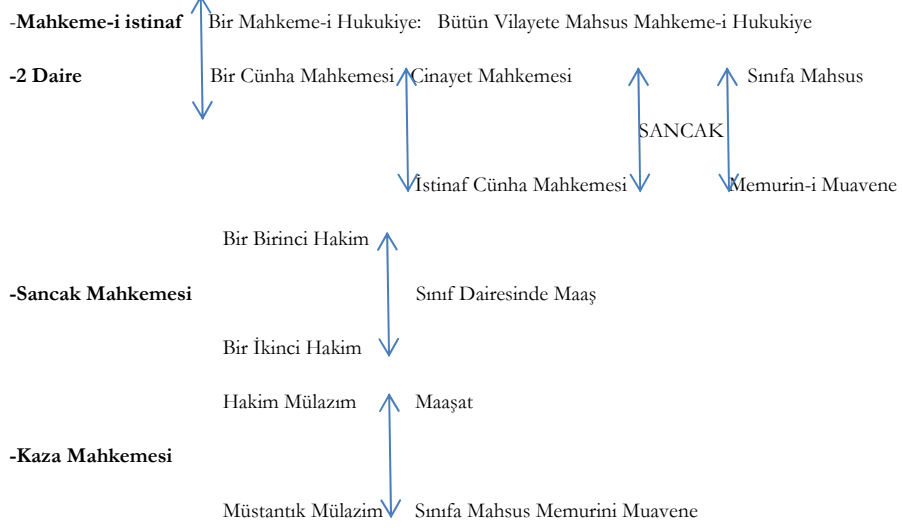 -Mahkeme-i istinaf Bir Mahkeme-i Hukukiye: Bütün Vilayete Mahsus Mahkeme-i Hukukiye
-2 Daire Bir Cünha Mahkemesi Cinayet Mahkemesi Sınıfa Mahsus
SANCAK
İstinaf Cünha Mahkemesi Memurin-i Muavene
Bir Birinci Hakim
-Sancak Mahkemesi Sınıf Dairesinde Maaş
Bir İkinci Hakim
Hakim Mülazım Maaşat
-Kaza Mahkemesi
Müstantık Mülazim Sınıfa Mahsus Memurini Muavene